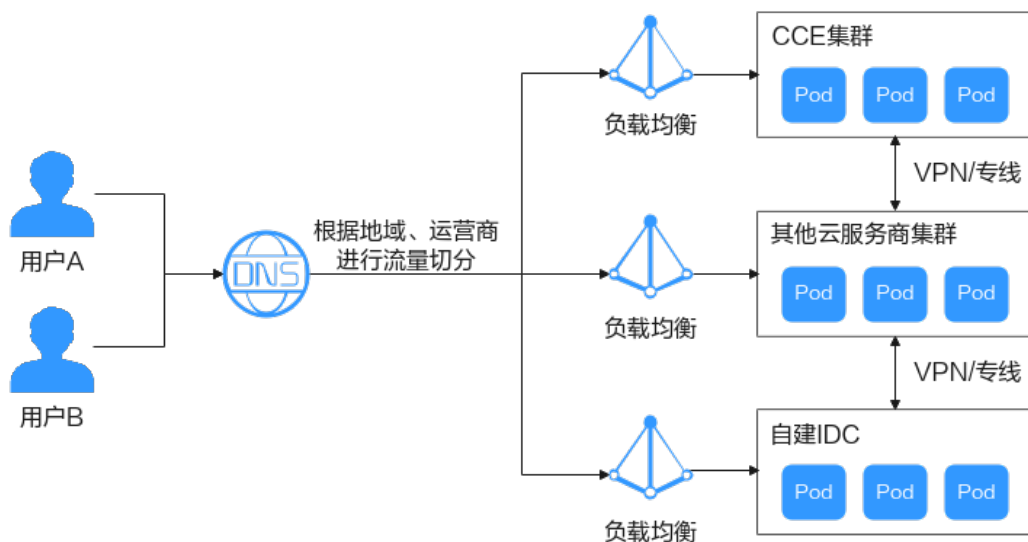 CCE集群
Pod Pod Pod
负载均衡
VPN/专线
用户A
DNS
根据地域、运营商
进行流量切分
其他云服务商集群
Pod Pod Pod
负载均衡
VPN/专线
用户B
自建IDC
Pod Pod Pod
负载均衡